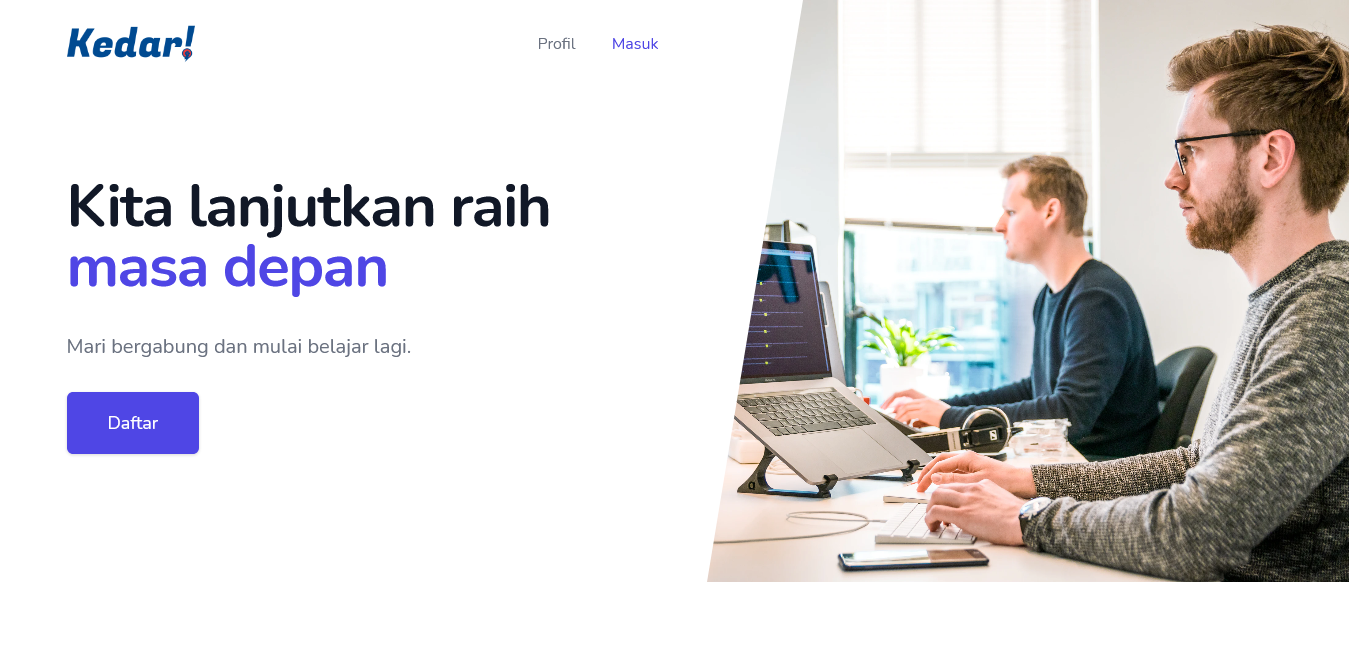 Kedar!
Profil Masuk
Kita lanjutkan raih
masa depan
Mari bergabung dan mulai belajar lagi.
Daftar